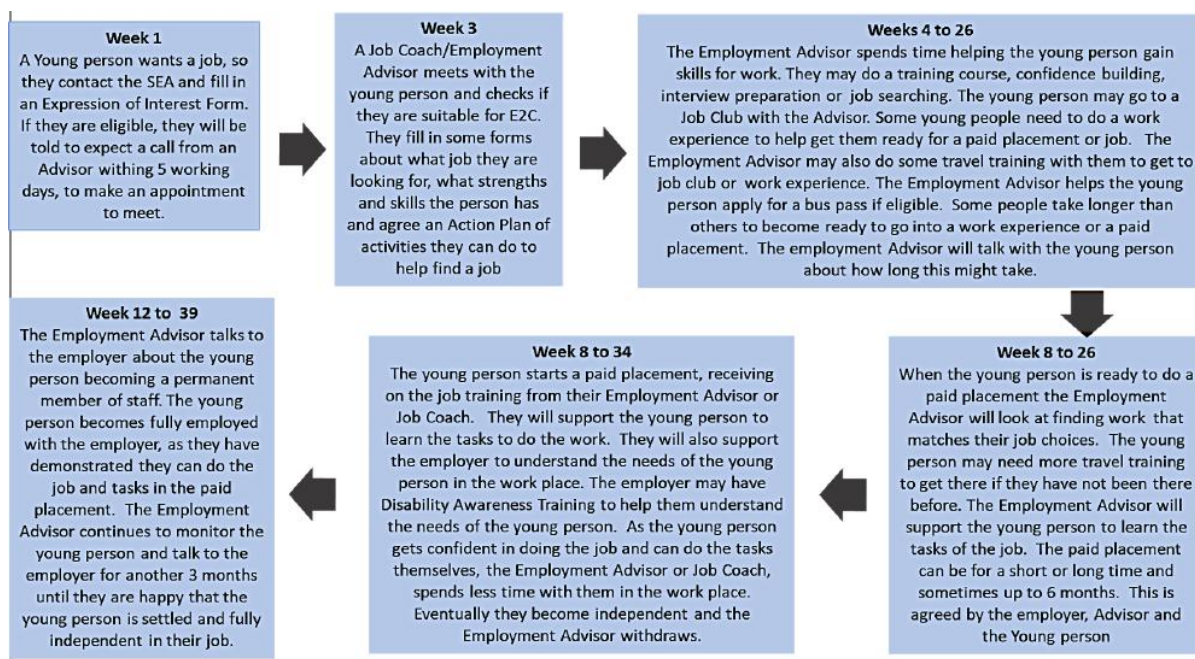 Week 1
A Young person wants a job, so
they contact the SEA and fill in
an Expression of Interest Form.
If they are eligible, they will be
told to expect a call from an
Advisor withing 5 working
days, to make an appointment
to meet.
Week 3
A Job Coach/Employment
Advisor meets with the
young person and checks if
they are suitable for E2C.
They fill in some forms
about what job they are
looking for, what strengths
and skills the person has
and agree an Action Plan of
activities they can do to
help find a job
Weeks 4 to 26
The Employment Advisor spends time helping the young person gain
skills for work. They may do a training course, confidence building,
interview preparation or job searching. The young person may go to a
Job Club with the Advisor. Some young people need to do a work
experience to help get them ready for a paid placement or job. The
Employment Advisor may also do some travel training with them to get to
job club or work experience. The Employment Advisor helps the young
person apply for a bus pass if eligible. Some people take longer than
others to become ready to go into a work experience or a paid
placement. The employment Advisor will talk with the young person
about how long this might take.
Week 8 to 26
When the young person is ready to do a
paid placement the Employment
Advisor will look at finding work that
matches their job choices. The young
person may need more travel training
to get there if they have not been there
before. The Employment Advisor will
support the young person to learn the
tasks of the job. The paid placement
can be for a short or long time and
sometimes up to 6 months. This is
agreed by the employer, Advisor and
the Young person
Week 8 to 34
The young person starts a paid placement, receiving
on the job training from their Employment Advisor or
Job Coach. They will support the young person to
learn the tasks to do the work. They will also support
the employer to understand the needs of the young
person in the work place. The employer may have
Disability Awareness Training to help them understand
the needs of the young person. As the young person
gets confident in doing the job and can do the tasks
themselves, the Employment Advisor or Job Coach,
spends less time with them in the work place.
Eventually they become independent and the
Employment Advisor withdraws.
Week 12 to 39
The Employment Advisor talks to
the employer about the young
person becoming a permanent
member of staff. The young
person becomes fully employed
with the employer, as they have
demonstrated they can do the
job and tasks in the paid
placement. The Employment
Advisor continues to monitor the
young person and talk to the
employer for another 3 months
until they are happy that the
young person is settled and fully
independent in their job.